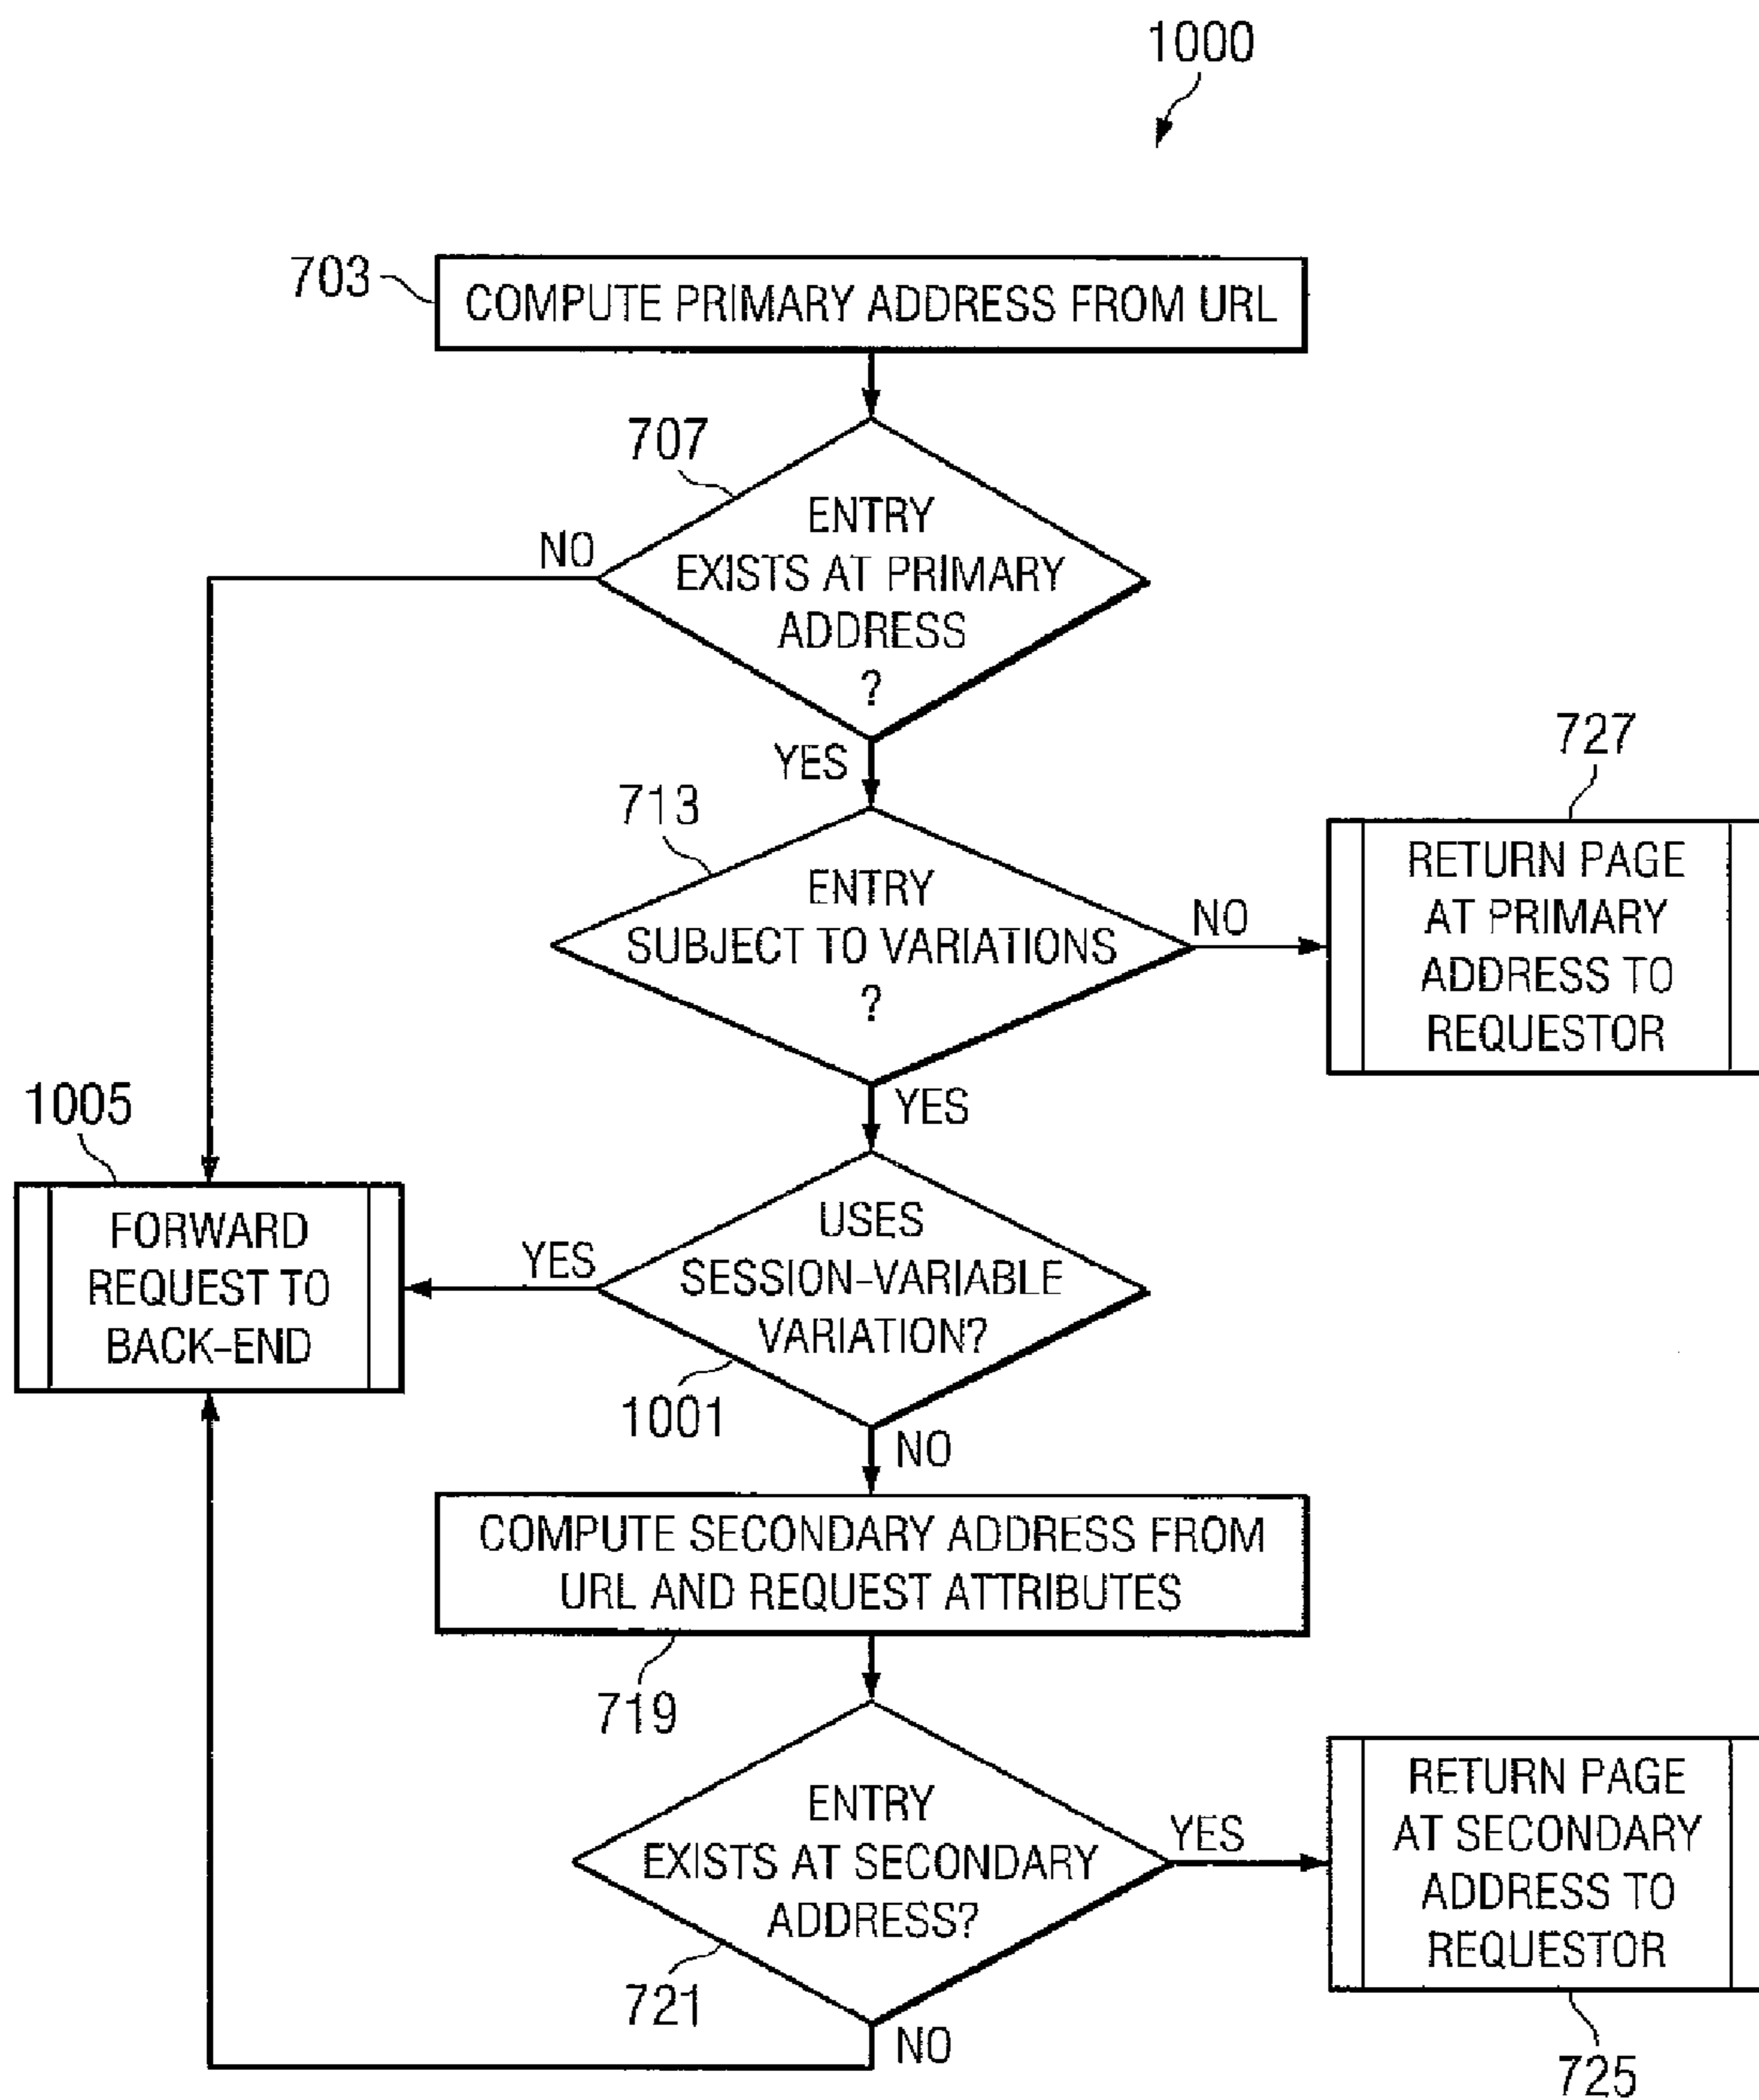 1000
703
COMPUTE PRIMARY ADDRESS FROM URL
707
NO
ENTRY
EXISTS AT PRIMARY
ADDRESS
?
YES
713
ENTRY
SUBJECT TO VARIATIONS
?
NO
727
RETURN PAGE
AT PRIMARY
ADDRESS TO
REQUESTOR
YES
1005
FORWARD
REQUEST TO
BACK-END
YES
USES
SESSION-VARIABLE
VARIATION?
1001
NO
COMPUTE SECONDARY ADDRESS FROM
URL AND REQUEST ATTRIBUTES
719
ENTRY
EXISTS AT SECONDARY
ADDRESS?
721
YES
RETURN PAGE
AT SECONDARY
ADDRESS TO
REQUESTOR
725
NO